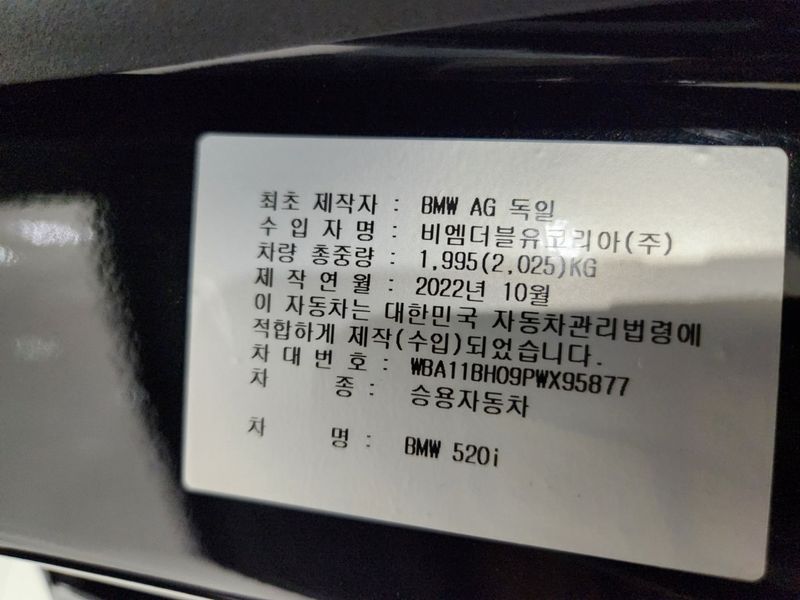 최초 제작자 : BMW AG 독일
수 입 자 명 : 비엠더블유코리아(주)
차량 총중량 : 1,995(2,025)KG
제 작 연 월 : 2022년 10월
이 자동차는 대한민국 자동차관리법령에
적합하게 제작(수입)되었습니다.
차 대 번 호 : WBA11BH09PWX95877
차 종 : 승용자동차
차 명 : BMW 520i